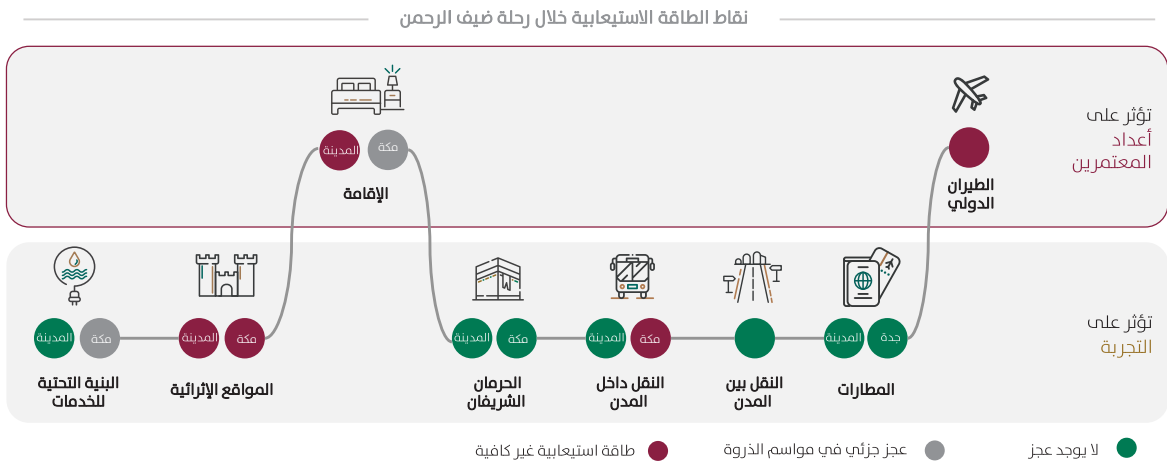 نقاط الطاقة الاستيعابية خلال رحلة ضيف الرحمن
تؤثر على
أعداد
المعتمرين
الطيران
الدولي
مكة
المدينة
الإقامة
تؤثر على
التجربة
جدة
المدينة
المطارات
النقل بين
المدن
مكة
المدينة
النقل داخل
المدن
مكة
المدينة
الحرمان
الشريفان
مكة
المدينة
المواقع الإثرائية
مكة
المدينة
البنية التحتية
للخدمات
لا يوجد عجز
عجز جزئي في مواسم الذروة
طاقة استيعابية غير كافية